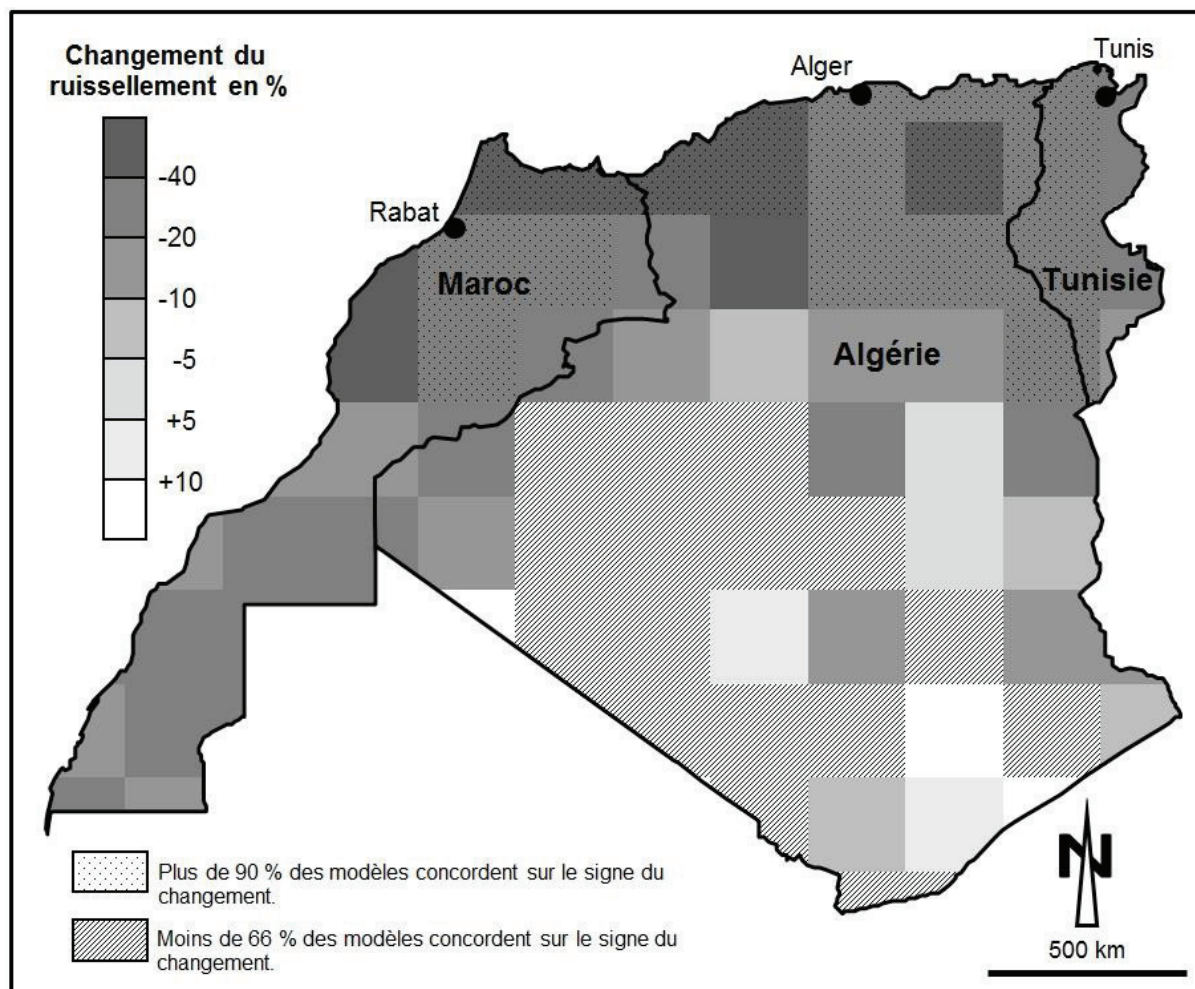 Changement du
ruissellement en %
-40
-20
-10
-5
+5
+10
Tunis
Alger
Rabat
Maroc
Tunisie
Algérie
Plus de 90 % des modèles concordent sur le signe du
changement.
Moins de 66 % des modèles concordent sur le signe du
changement.
N
500 km